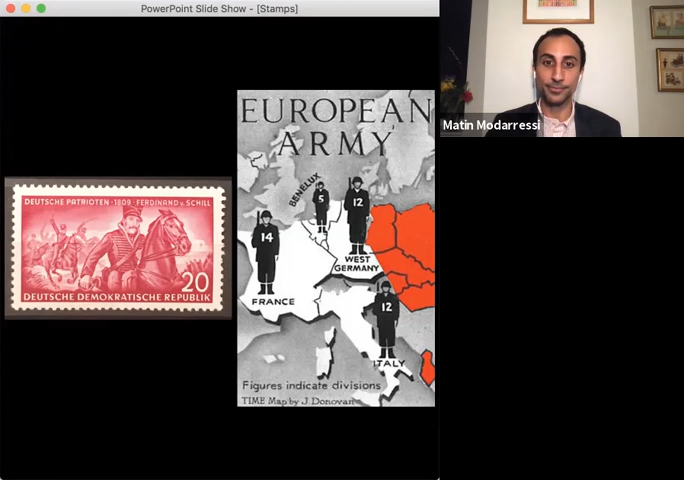 PowerPoint Slide Show - [Stamps]
DEUTSCHE PATRIOTEN · 1809 · FERDINAND v. SCHILL
20
DEUTSCHE DEMOKRATISCHE REPUBLIK
EUROPEAN
ARMY
BENELUX
5
12
14
WEST
GERMANY
FRANCE
12
ITALY
Figures indicate divisions
TIME Map by J. Donovan
Matin Modarressi